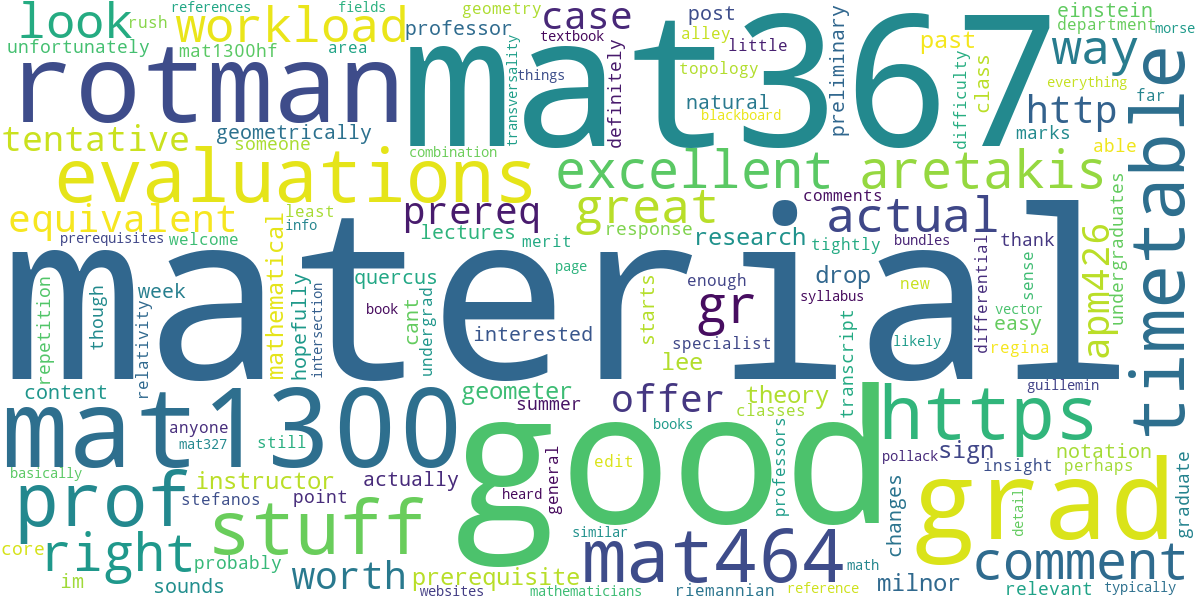 look
rush
references
fields
workload
unfortunately
mat1300hf
area
professor
geometry
textbook
case
post
alley
little
preliminary
past
einstein
department
morse
way
rotman
mat367
transversality
things
definitely
topology
natural
blackboard
difficulty
class
everything
far
http
marks
able
tentative
geometrically
someone
combination
evaluations
excellent
aretakis
timetable
equivalent
prerequisites
welcome
mathematical
least
info
prereq
lectures
great
response
merit
page
comments
research
actual
tightly
bundles
thank
apm426
undergraduates
material
repetition
though
week
relativity
hopefully
intersection
quercus
book
cant
undergrad
interested
starts
enough
gr
specialist
lee
drop
syllabus
transcript
new
likely
differential
sense
vector
easy
regina
guillemin
content
mat1300
anyone
mat327
still
geometer
summer
offer
theory
classes
books
good
https
basically
prof
stefanos
instructor
point
actually
heard
general
edit
professors
pollack
sign
insight
notation
perhaps
grad
detail
graduate
core
right
im
sounds
probably
stuff
worth
prerequisite
websites
similar
mat464
mathematicians
riemannian
math
reference
changes
milnor
comment
relevant
typically